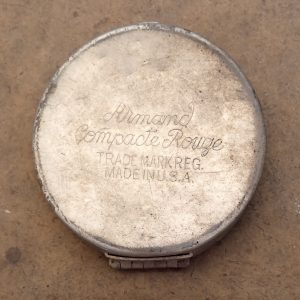 Armand
Compacte Rouge
TRADE MARK REG.
MADE IN U.S.A.